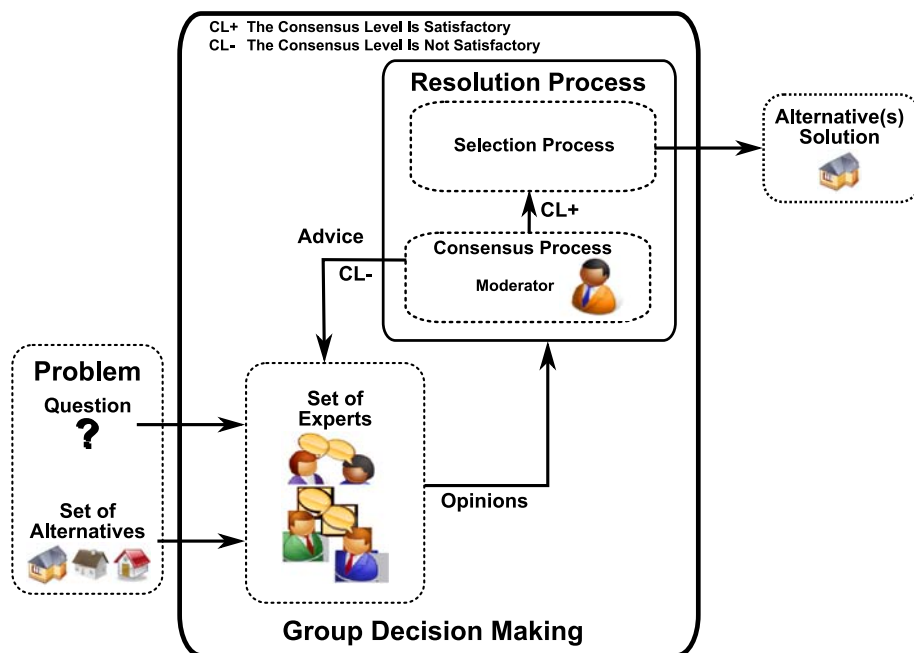 CL+ The Consensus Level Is Satisfactory
CL- The Consensus Level Is Not Satisfactory
Resolution Process
Selection Process
Alternative(s)
Solution
CL+
Advice
CL-
Consensus Process
Moderator
Problem
Question
?
Set of
Alternatives
Set of
Experts
Opinions
Group Decision Making